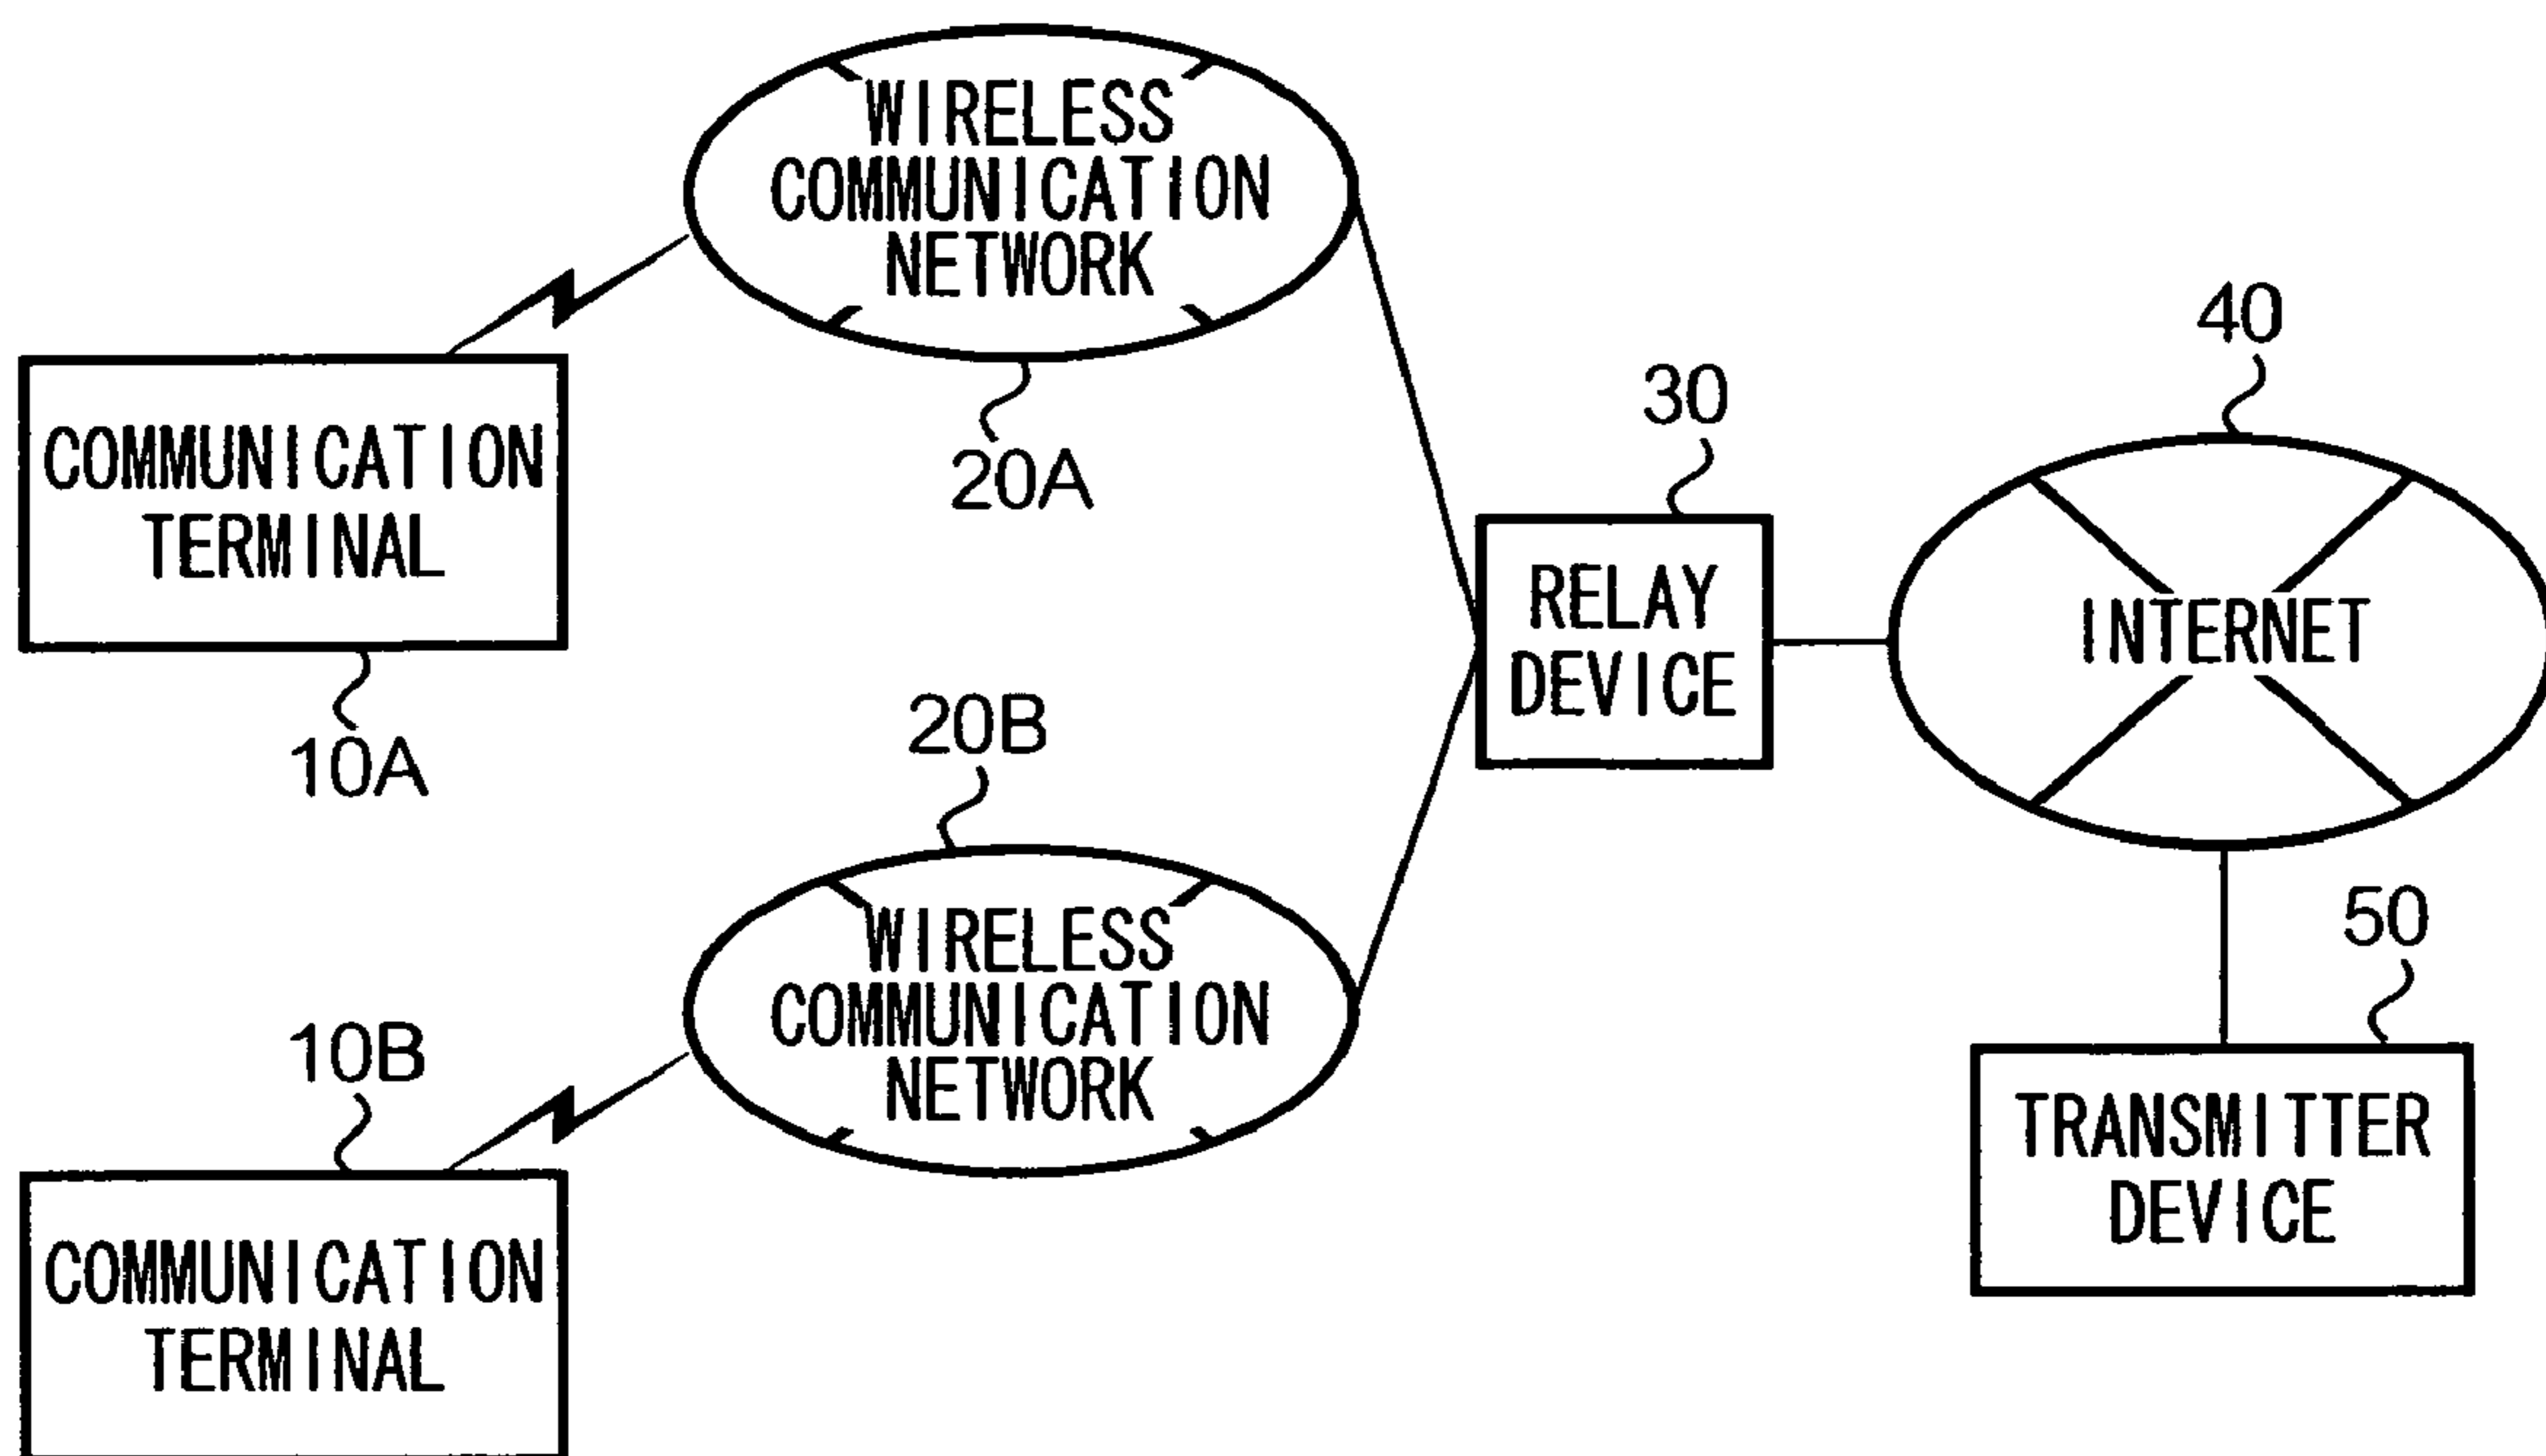 WIRELESS
COMMUNICATION
NETWORK
20A
COMMUNICATION
TERMINAL
10A
40
30
RELAY
DEVICE
INTERNET
20B
WIRELESS
COMMUNICATION
NETWORK
10B
COMMUNICATION
TERMINAL
50
TRANSMITTER
DEVICE